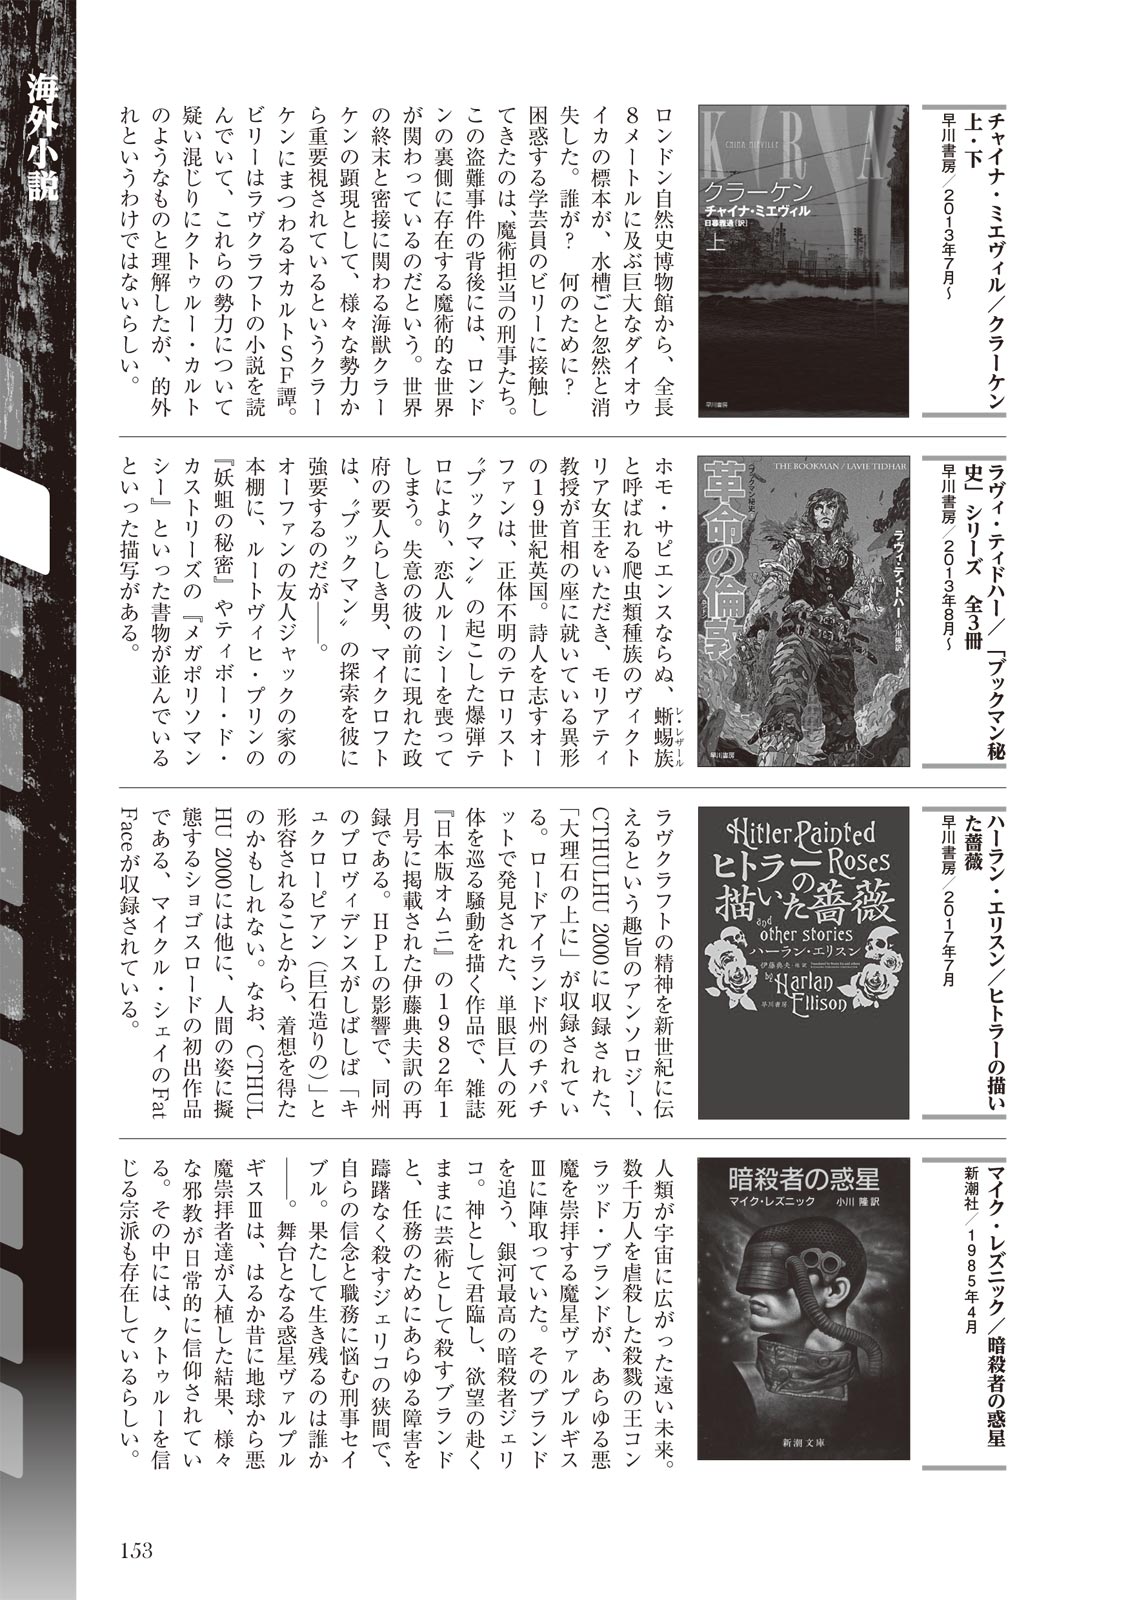 海外小説
チャイナ・ミエヴィル／クラーケン
上・下
早川書房／2013年7月〜
KRA
CHINA MIÉVILLE
クラーケン
チャイナ・ミエヴィル
日暮雅通[訳]
上
早川書房
ロンドン自然史博物館から、全長
8メートルに及ぶ巨大なダイオウ
イカの標本が、水槽ごと忽然と消
失した。誰が？　何のために？
困惑する学芸員のビリーに接触し
てきたのは、魔術担当の刑事たち。
この盗難事件の背後には、ロンド
ンの裏側に存在する魔術的な世界
が関わっているのだという。世界
の終末と密接に関わる海獣クラー
ケンの顕現として、様々な勢力か
ら重要視されているというクラー
ケンにまつわるオカルトSF譚。
ビリーはラヴクラフトの小説を読
んでいて、これらの勢力について
疑い混じりにクトゥルー・カルト
のようなものと理解したが、的外
れというわけではないらしい。
ラヴィ・ティドハー／「ブックマン秘
史」シリーズ　全3冊
早川書房／2013年8月〜
THE BOOKMAN / LAVIE TIDHAR
ブックマン秘史
革命の倫敦
ラヴィ・ティドハー
小川隆訳
早川書房
ホモ・サピエンスならぬ、蜥蜴族
レ・レザール
と呼ばれる爬虫類種族のヴィクト
リア女王をいただき、モリアティ
教授が首相の座に就いている異形
の19世紀英国。詩人を志すオー
ファンは、正体不明のテロリスト
〝ブックマン〟の起こした爆弾テ
ロにより、恋人ルーシーを喪って
しまう。失意の彼の前に現れた政
府の要人らしき男、マイクロフト
は、〝ブックマン〟の探索を彼に
強要するのだが――。
オーファンの友人ジャックの家の
本棚に、ルートヴィヒ・プリンの
『妖蛆の秘密』やティボー・ド・
カストリーズの『メガポリソマン
シー』といった書物が並んでいる
といった描写がある。
ハーラン・エリスン／ヒトラーの描い
た薔薇
早川書房／2017年7月
Hitler Painted
Roses
ヒトラーの
描いた薔薇
and
other stories
ハーラン・エリスン
伊藤典夫・他訳
by
Harlan
Ellison
早川書房
ラヴクラフトの精神を新世紀に伝
えるという趣旨のアンソロジー、
CTHULHU 2000に収録された、
「大理石の上に」が収録されてい
る。ロードアイランド州のチパチ
ットで発見された、単眼巨人の死
体を巡る騒動を描く作品で、雑誌
『日本版オムニ』の1982年1
月号に掲載された伊藤典夫訳の再
録である。HPLの影響で、同州
のプロヴィデンスがしばしば「キ
ュクローピアン（巨石造りの）」と
形容されることから、着想を得た
のかもしれない。なお、CTHUL
HU 2000には他に、人間の姿に擬
態するショゴスロードの初出作品
である、マイクル・シェイのFat
Faceが収録されている。
マイク・レズニック／暗殺者の惑星
新潮社／1985年4月
暗殺者の惑星
マイク・レズニック　小川 隆 訳
新潮文庫
人類が宇宙に広がった遠い未来。
数千万人を虐殺した殺戮の王コン
ラッド・ブランドが、あらゆる悪
魔を崇拝する魔星ヴァルプルギス
Ⅲに陣取っていた。そのブランド
を追う、銀河最高の暗殺者ジェリ
コ。神として君臨し、欲望の赴く
ままに芸術として殺すブランド
と、任務のためにあらゆる障害を
躊躇なく殺すジェリコの狭間で、
自らの信念と職務に悩む刑事セイ
ブル。果たして生き残るのは誰か
――。舞台となる惑星ヴァルプル
ギスⅢは、はるか昔に地球から悪
魔崇拝者達が入植した結果、様々
な邪教が日常的に信仰されてい
る。その中には、クトゥルーを信
じる宗派も存在しているらしい。
153